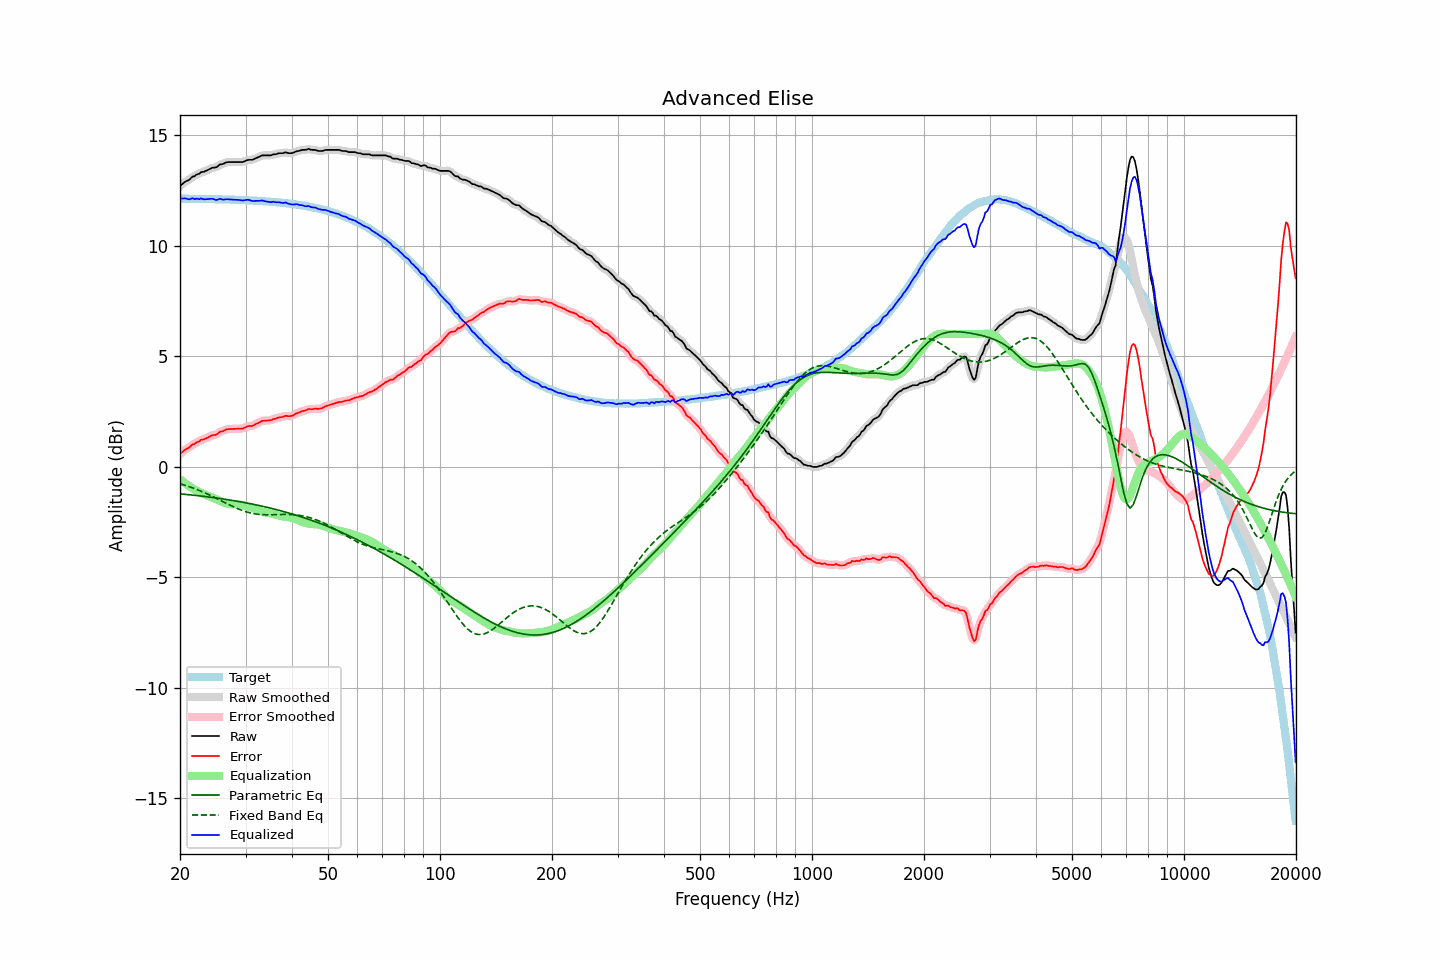 Advanced Elise
15
10
5
0
−5
−10
−15
Amplitude (dBr)
Target
Raw Smoothed
Error Smoothed
Raw
Error
Equalization
Parametric Eq
Fixed Band Eq
Equalized
20
50
100
200
500
1000
2000
5000
10000
20000
Frequency (Hz)